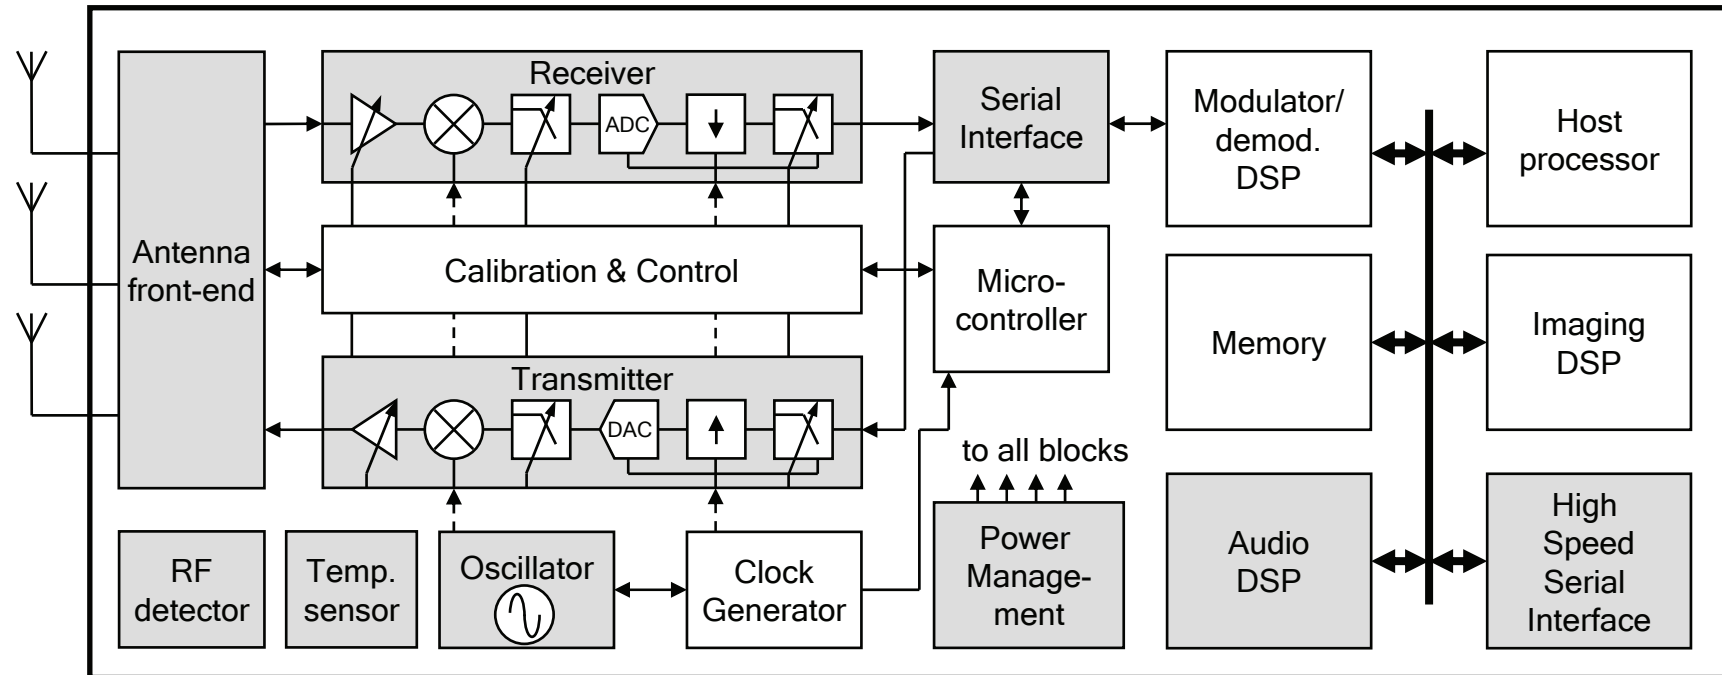 Receiver
ADC
Serial
Interface
Modulator/
demod.
DSP
Host
processor
Antenna
front-end
Calibration & Control
Micro-
controller
Memory
Imaging
DSP
Transmitter
DAC
to all blocks
RF
detector
Temp.
sensor
Oscillator
Clock
Generator
Power
Manage-
ment
Audio
DSP
High
Speed
Serial
Interface